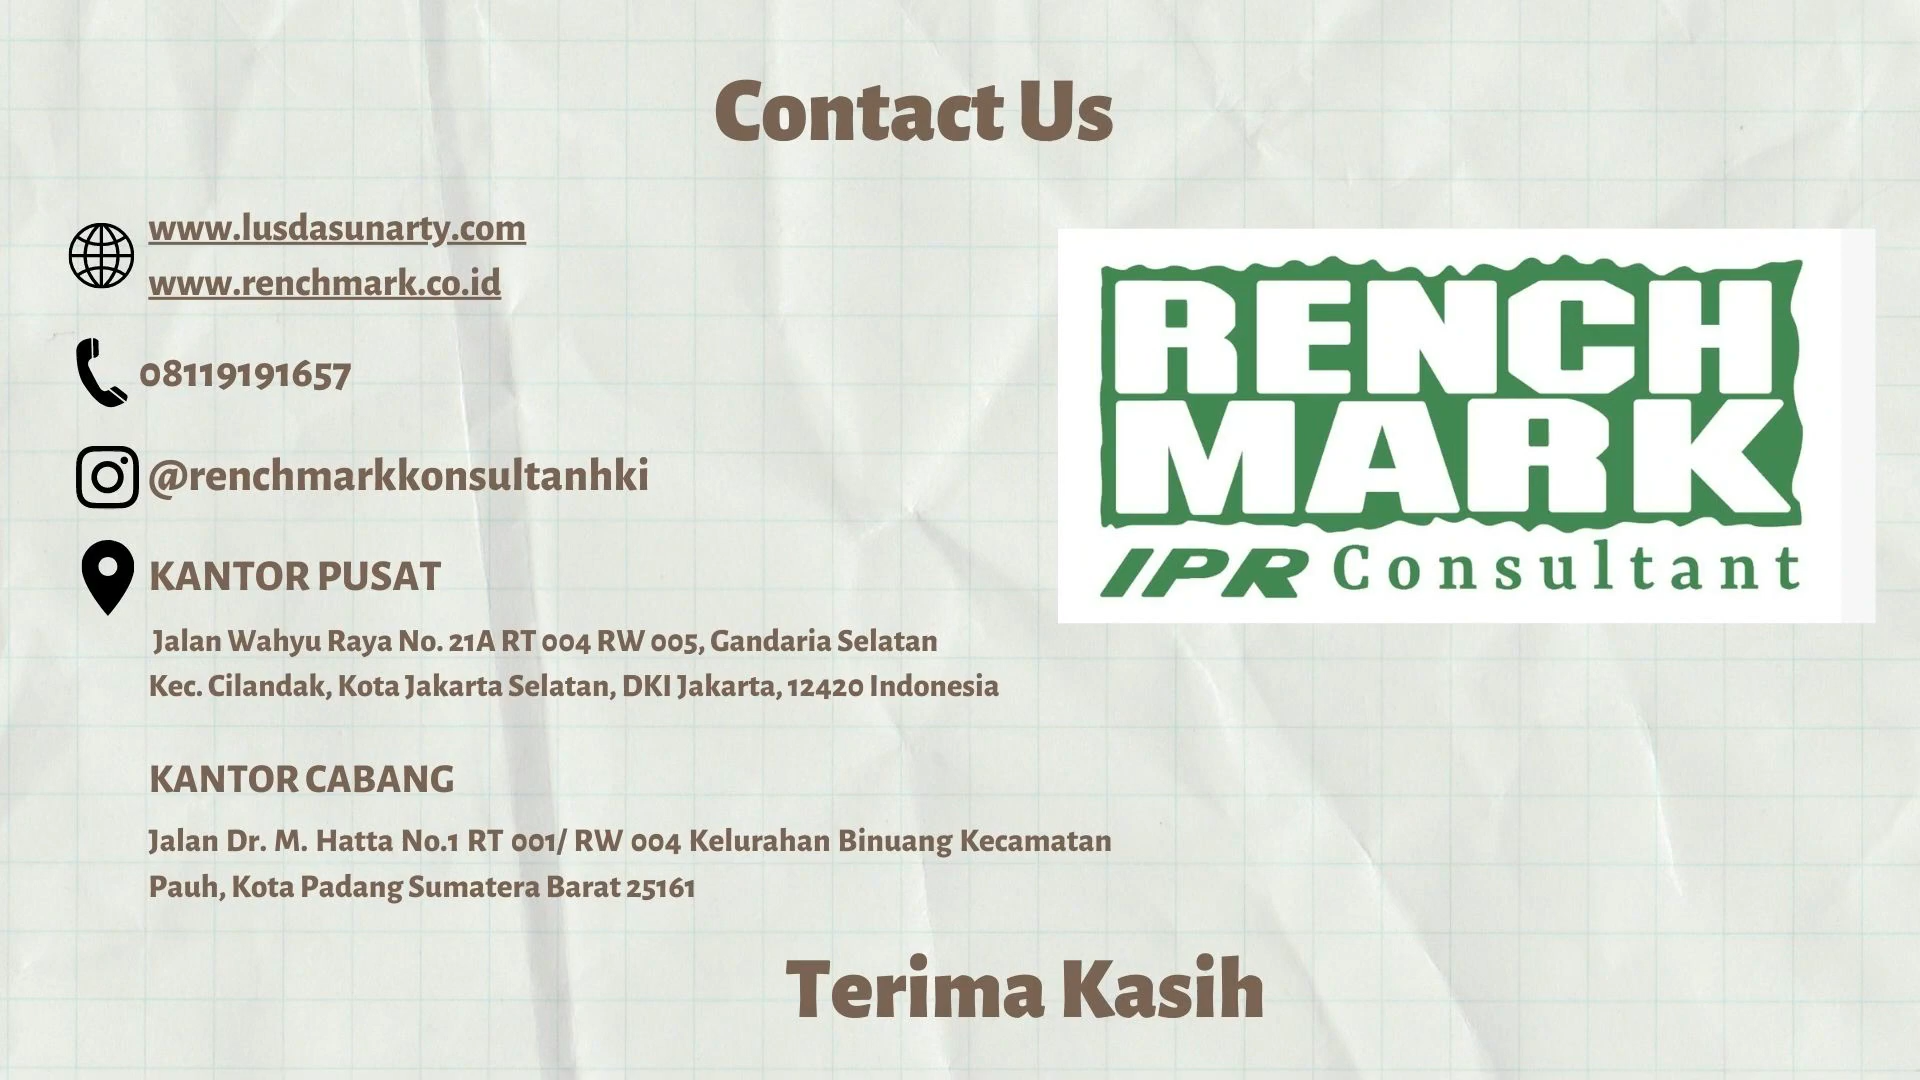 Contact Us
www.lusdasunarty.com
www.renchmark.co.id
08119191657
@renchmarkkonsultanhki
KANTOR PUSAT
Jalan Wahyu Raya No. 21A RT 004 RW 005, Gandaria Selatan
Kec. Cilandak, Kota Jakarta Selatan, DKI Jakarta, 12420 Indonesia
KANTOR CABANG
Jalan Dr. M. Hatta No.1 RT 001/ RW 004 Kelurahan Binuang Kecamatan
Pauh, Kota Padang Sumatera Barat 25161
RENCH
MARK
IPR Consultant
Terima Kasih